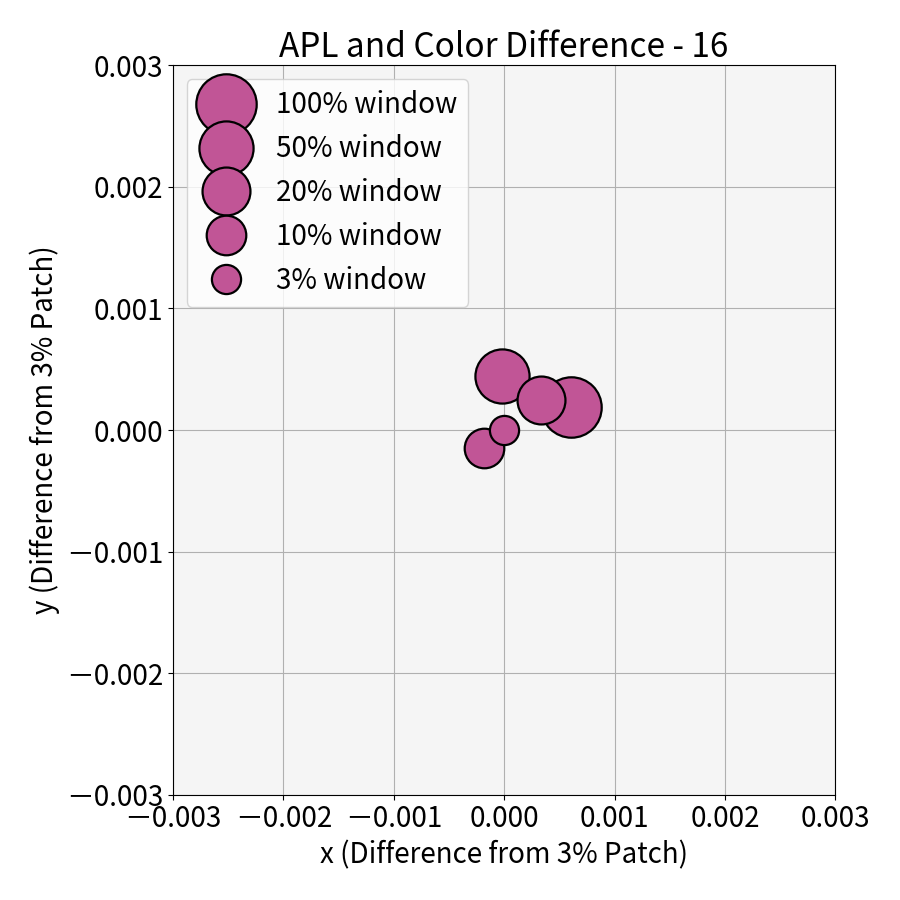 APL and Color Difference - 16
0.003
0.002
0.001
0.000
−0.001
−0.002
−0.003
y (Difference from 3% Patch)
100% window
50% window
20% window
10% window
3% window
−0.003 −0.002 −0.001 0.000 0.001 0.002 0.003
x (Difference from 3% Patch)